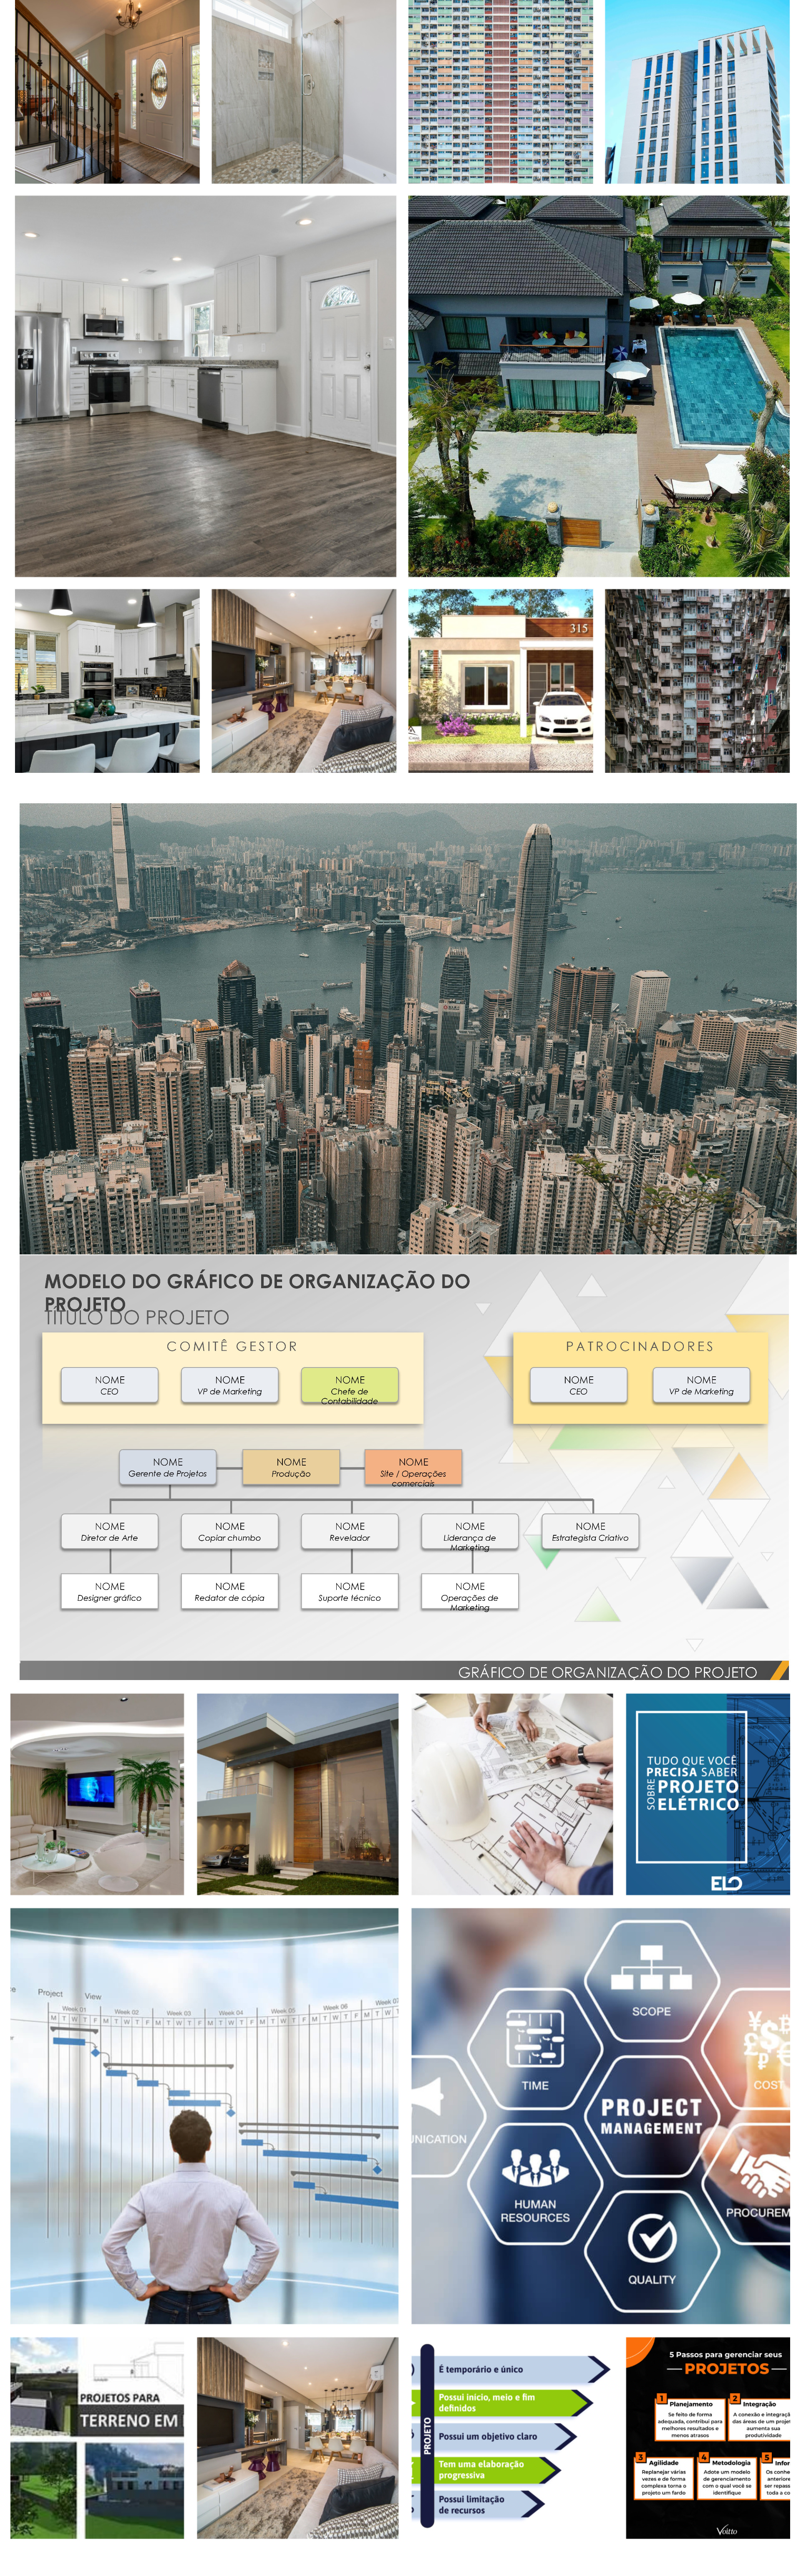 315
MODELO DO GRÁFICO DE ORGANIZAÇÃO DO
PROJETO
TÍTULO DO PROJETO
COMITÊ GESTOR
NOME
CEO
NOME
VP de Marketing
NOME
Chefe de
Contabilidade
PATROCINADORES
NOME
CEO
NOME
VP de Marketing
NOME
Gerente de Projetos
NOME
Produção
NOME
Site / Operações
comerciais
NOME
Diretor de Arte
NOME
Copiar chumbo
NOME
Revelador
NOME
Liderança de
Marketing
NOME
Estrategista Criativo
NOME
Designer gráfico
NOME
Redator de cópia
NOME
Suporte técnico
NOME
Operações de
Marketing
GRÁFICO DE ORGANIZAÇÃO DO PROJETO
TUDO QUE VOCÊ
PRECISA SABER
SOBRE
PROJETO
ELÉTRICO
ELO
Project View
Week 01 Week 02 Week 03 Week 04 Week 05 Week 06 Week 07
M T W T F M T W T F M T W T F M T W T F M T W T F M T W T F M T
SCOPE
TIME
COST
PROJECT
MANAGEMENT
UNICATION
HUMAN
RESOURCES
PROCUREM
QUALITY
PROJETOS PARA
TERRENO EM
PROJETO
É temporário e único
Possui início, meio e fim
definidos
Possui um objetivo claro
Tem uma elaboração
progressiva
Possui limitação
de recursos
5 Passos para gerenciar seus
PROJETOS
1 Planejamento
Se feito de forma
adequada, contribui para
melhores resultados e
menos atrasos
2 Integração
A conexão e integraçã
das áreas de um proje
aumenta sua
produtividade
3 Agilidade
Replanejar várias
vezes e de forma
complexa torna o
projeto um fardo
4 Metodologia
Adote um modelo
de gerenciamento
com o qual você se
identifique
5 Infor
Os conhe
anteriore
ser repass
toda a co
Voitto